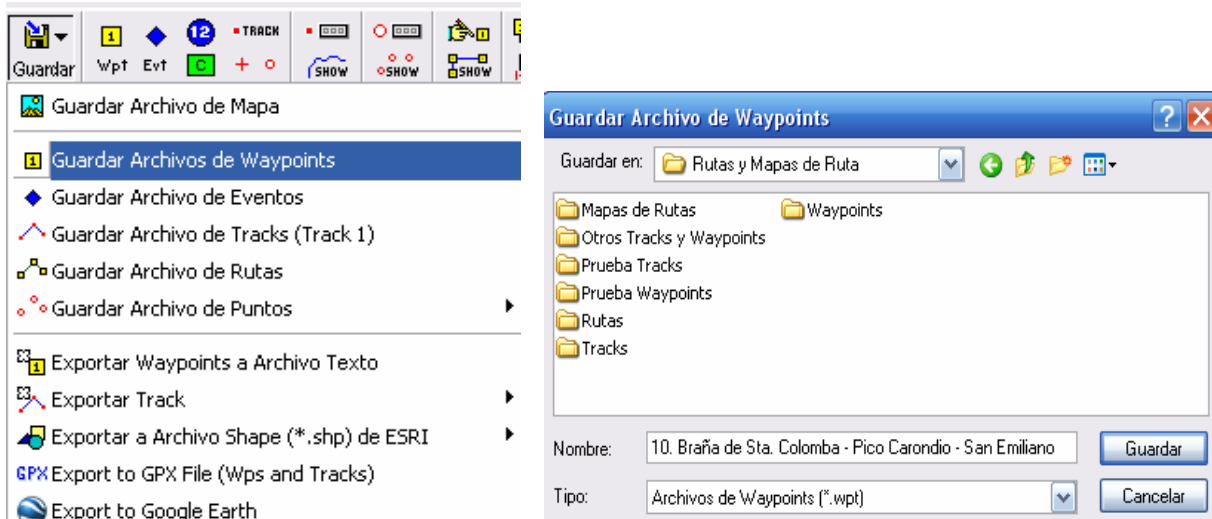 TRACK
1 12
Guardar Wpt Evt C SHOW SHOW SHOW
Guardar Archivo de Mapa
1 Guardar Archivos de Waypoints
Guardar Archivo de Eventos
Guardar Archivo de Tracks (Track 1)
Guardar Archivo de Rutas
Guardar Archivo de Puntos
1 Exportar Waypoints a Archivo Texto
Exportar Track
Exportar a Archivo Shape (*.shp) de ESRI
GPX Export to GPX File (Wps and Tracks)
Export to Google Earth
Guardar Archivo de Waypoints
Guardar en: Rutas y Mapas de Ruta
Mapas de Rutas Waypoints
Otros Tracks y Waypoints
Prueba Tracks
Prueba Waypoints
Rutas
Tracks
Nombre: 10. Braña de Sta. Colomba - Pico Carondio - San Emiliano Guardar
Tipo: Archivos de Waypoints (*.wpt) Cancelar